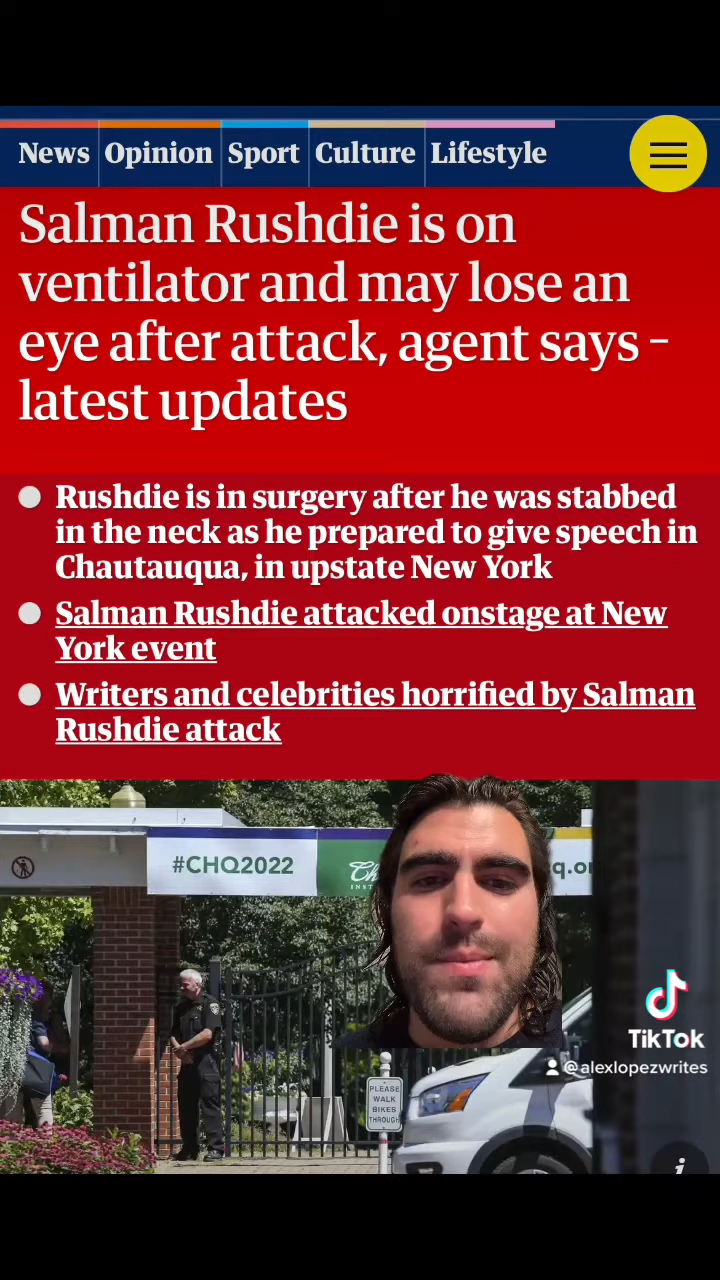 News
Opinion
Sport
Culture
Lifestyle
Salman Rushdie is on
ventilator and may lose an
eye after attack, agent says –
latest updates
Rushdie is in surgery after he was stabbed
in the neck as he prepared to give speech in
Chautauqua, in upstate New York
Salman Rushdie attacked onstage at New
York event
Writers and celebrities horrified by Salman
Rushdie attack
#CHQ2022
Ch
INST
q.or
TikTok
@alexlopezwrites
PLEASE
WALK
BIKES
THROUGH
i